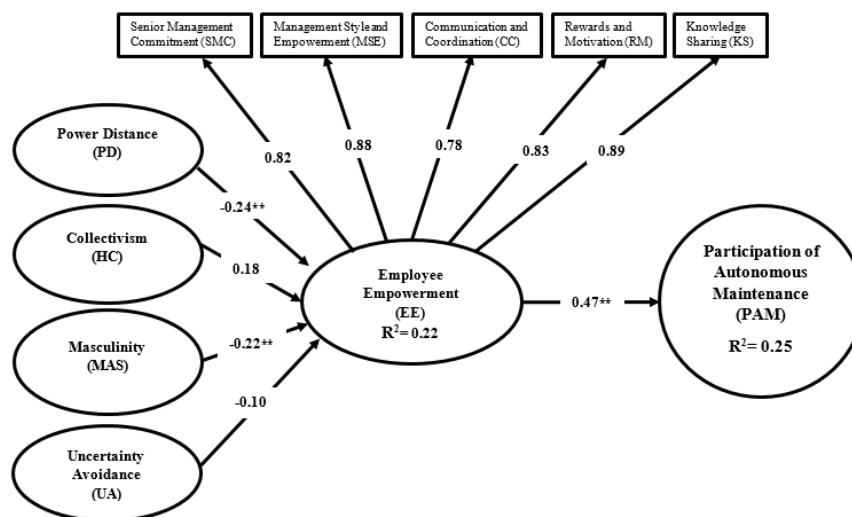 Senior Management
Commitment (SMC)
Management Style and
Empowerment (MSE)
Communication and
Coordination (CC)
Rewards and
Motivation (RM)
Knowledge
Sharing (KS)
0.82
0.88
0.78
0.83
0.89
Power Distance
(PD)
-0.24**
Collectivism
(HC)
0.18
Masculinity
(MAS)
-0.22**
Uncertainty
Avoidance
(UA)
-0.10
Employee
Empowerment
(EE)
R²= 0.22
0.47**
Participation of
Autonomous
Maintenance
(PAM)
R²= 0.25